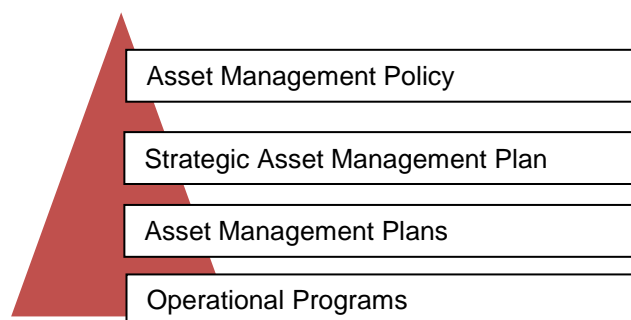 Asset Management Policy
Strategic Asset Management Plan
Asset Management Plans
Operational Programs